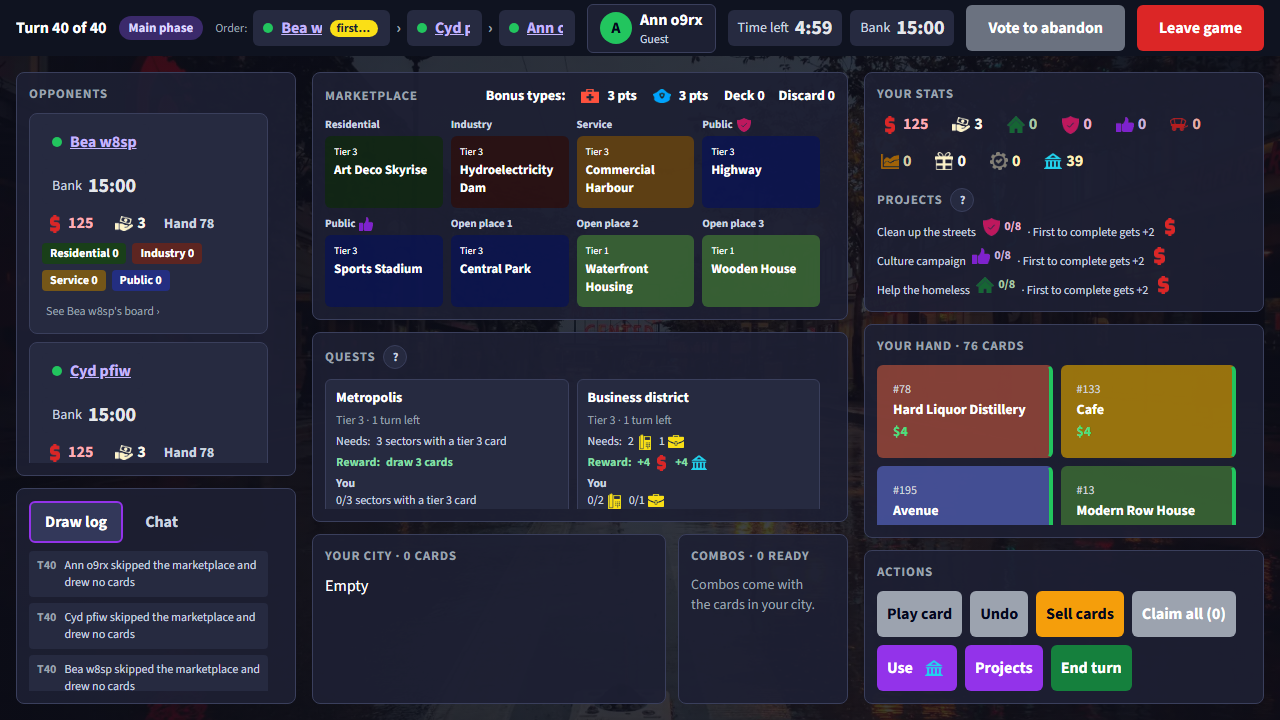 Turn 40 of 40
Main phase
Order:
Bea w
first...
›
Cyd p
›
Ann o
A
Ann o9rx
Guest
Time left 4:59
Bank 15:00
Vote to abandon
Leave game
OPPONENTS
Bea w8sp
Bank 15:00
125 3 Hand 78
Residential 0 Industry 0
Service 0 Public 0
See Bea w8sp's board ›
Cyd pfiw
Bank 15:00
125 3 Hand 78
Draw log Chat
T40 Ann o9rx skipped the marketplace and
drew no cards
T40 Cyd pfiw skipped the marketplace and
drew no cards
T40 Bea w8sp skipped the marketplace and
drew no cards
MARKETPLACE
Bonus types: 3 pts 3 pts Deck 0 Discard 0
Residential Industry Service Public
Tier 3
Art Deco Skyrise
Tier 3
Hydroelectricity
Dam
Tier 3
Commercial
Harbour
Tier 3
Highway
Public Open place 1 Open place 2 Open place 3
Tier 3
Sports Stadium
Tier 3
Central Park
Tier 1
Waterfront
Housing
Tier 1
Wooden House
QUESTS ?
Metropolis
Tier 3 · 1 turn left
Needs: 3 sectors with a tier 3 card
Reward: draw 3 cards
You
0/3 sectors with a tier 3 card
Business district
Tier 3 · 1 turn left
Needs: 2 1
Reward: +4 $ +4
You
0/2 0/1
YOUR CITY · 0 CARDS
Empty
COMBOS · 0 READY
Combos come with
the cards in your city.
YOUR STATS
$ 125 3 0 0 0 0
0 0 0 39
PROJECTS ?
Clean up the streets 0/8 · First to complete gets +2 $
Culture campaign 0/8 · First to complete gets +2 $
Help the homeless 0/8 · First to complete gets +2 $
YOUR HAND · 76 CARDS
#78
Hard Liquor Distillery
$4
#133
Cafe
$4
#195
Avenue
#13
Modern Row House
ACTIONS
Play card Undo Sell cards Claim all (0)
Use Projects End turn